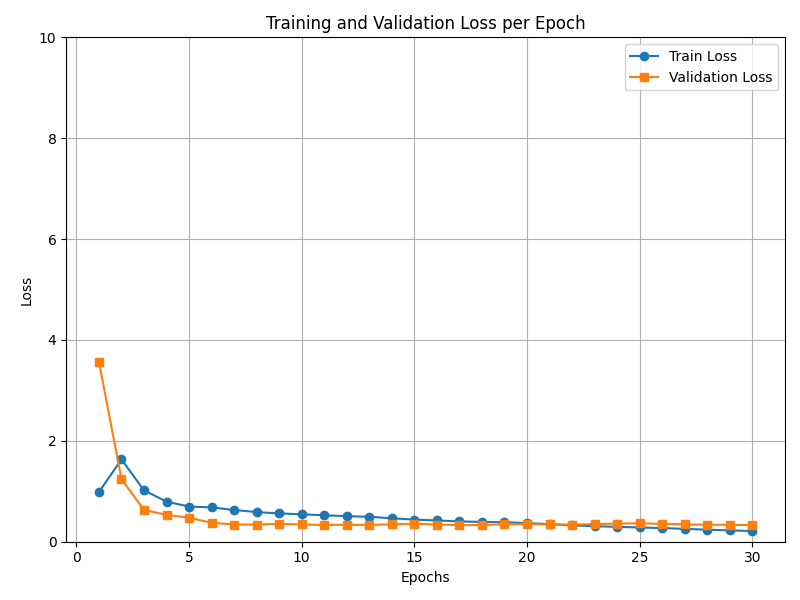 Training and Validation Loss per Epoch
Train Loss
Validation Loss
Loss
10
8
6
4
2
0
0 5 10 15 20 25 30
Epochs